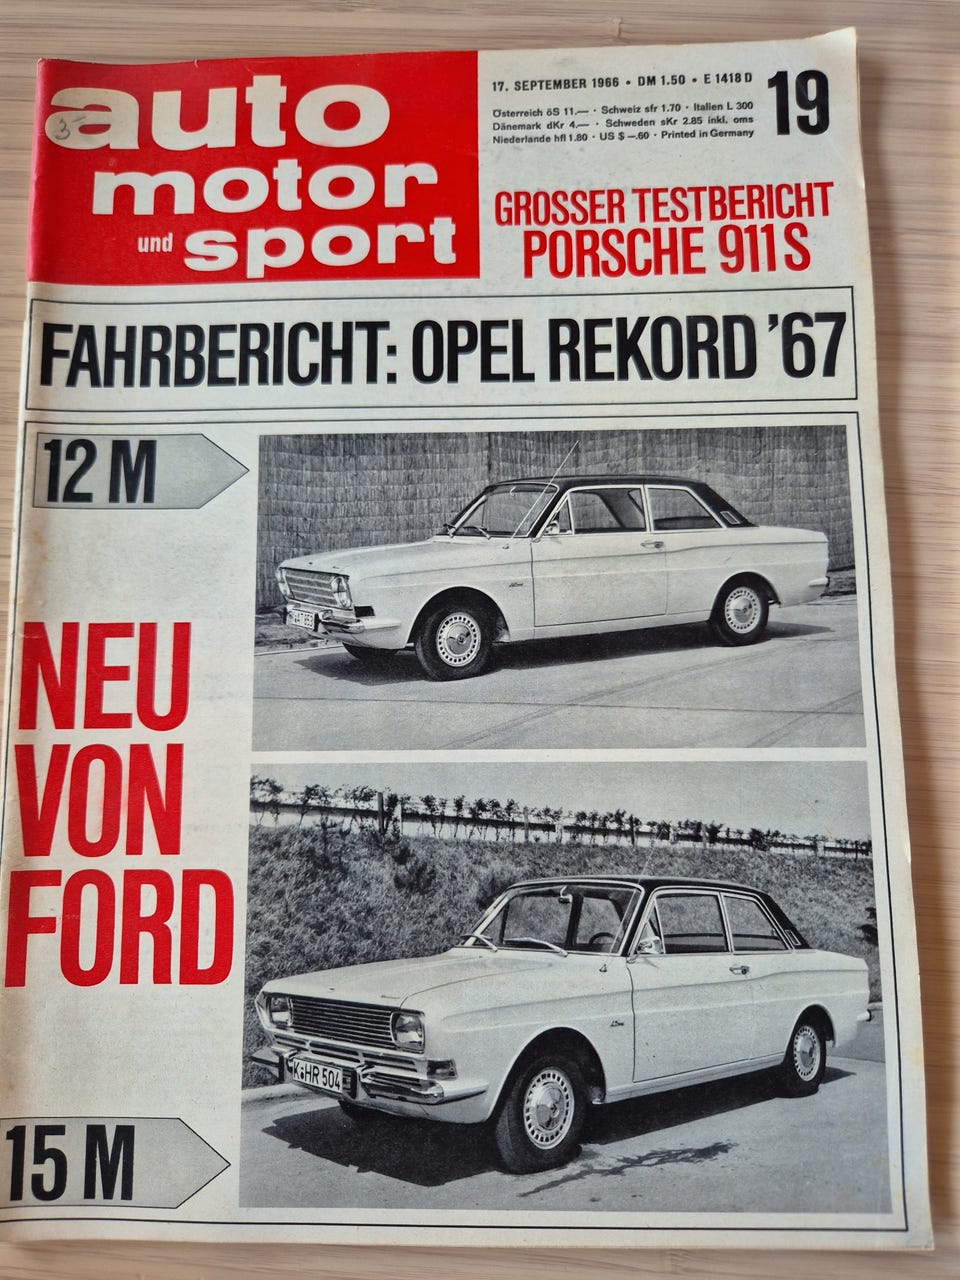 auto
motor
und sport
3-
17. SEPTEMBER 1966 • DM 1.50 • E 1418 D
Österreich öS 11.— · Schweiz sfr 1.70 · Italien L 300
Dänemark dKr 4.— · Schweden sKr 2.85 inkl. oms
Niederlande hfl 1.80 · US $ —.60 · Printed in Germany
19
GROSSER TESTBERICHT
PORSCHE 911 S
FAHRBERICHT: OPEL REKORD '67
12 M
NEU
VON
FORD
K HR 504
15 M